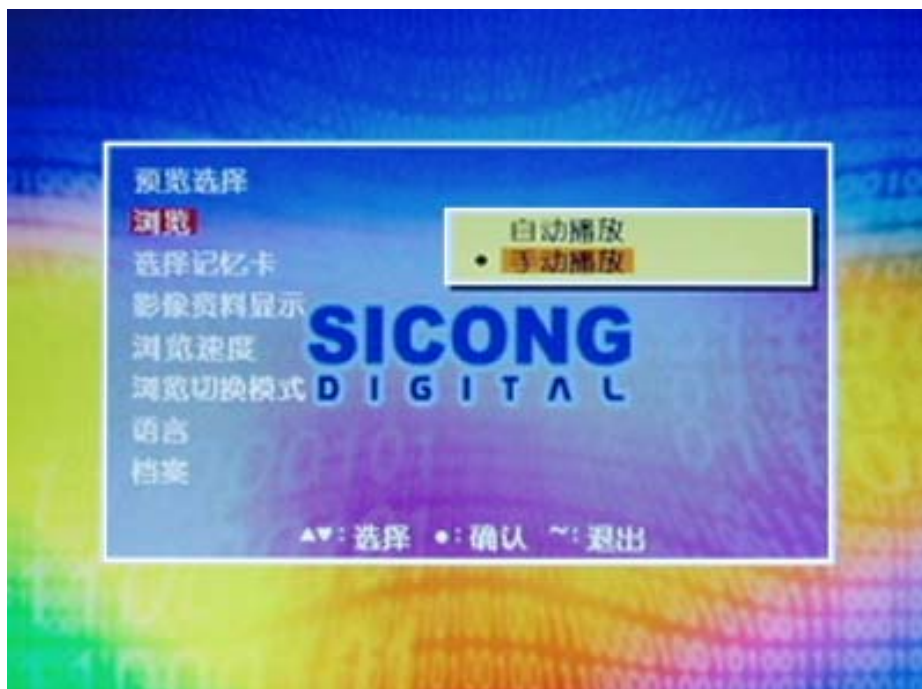 预览选择
浏览
自动播放
选择记忆卡
● 手动播放
影像资料显示
SICONG
浏览速度
浏览切换模式
DIGITAL
语言
档案
▲▼:选择 ●:确认 ~:退出